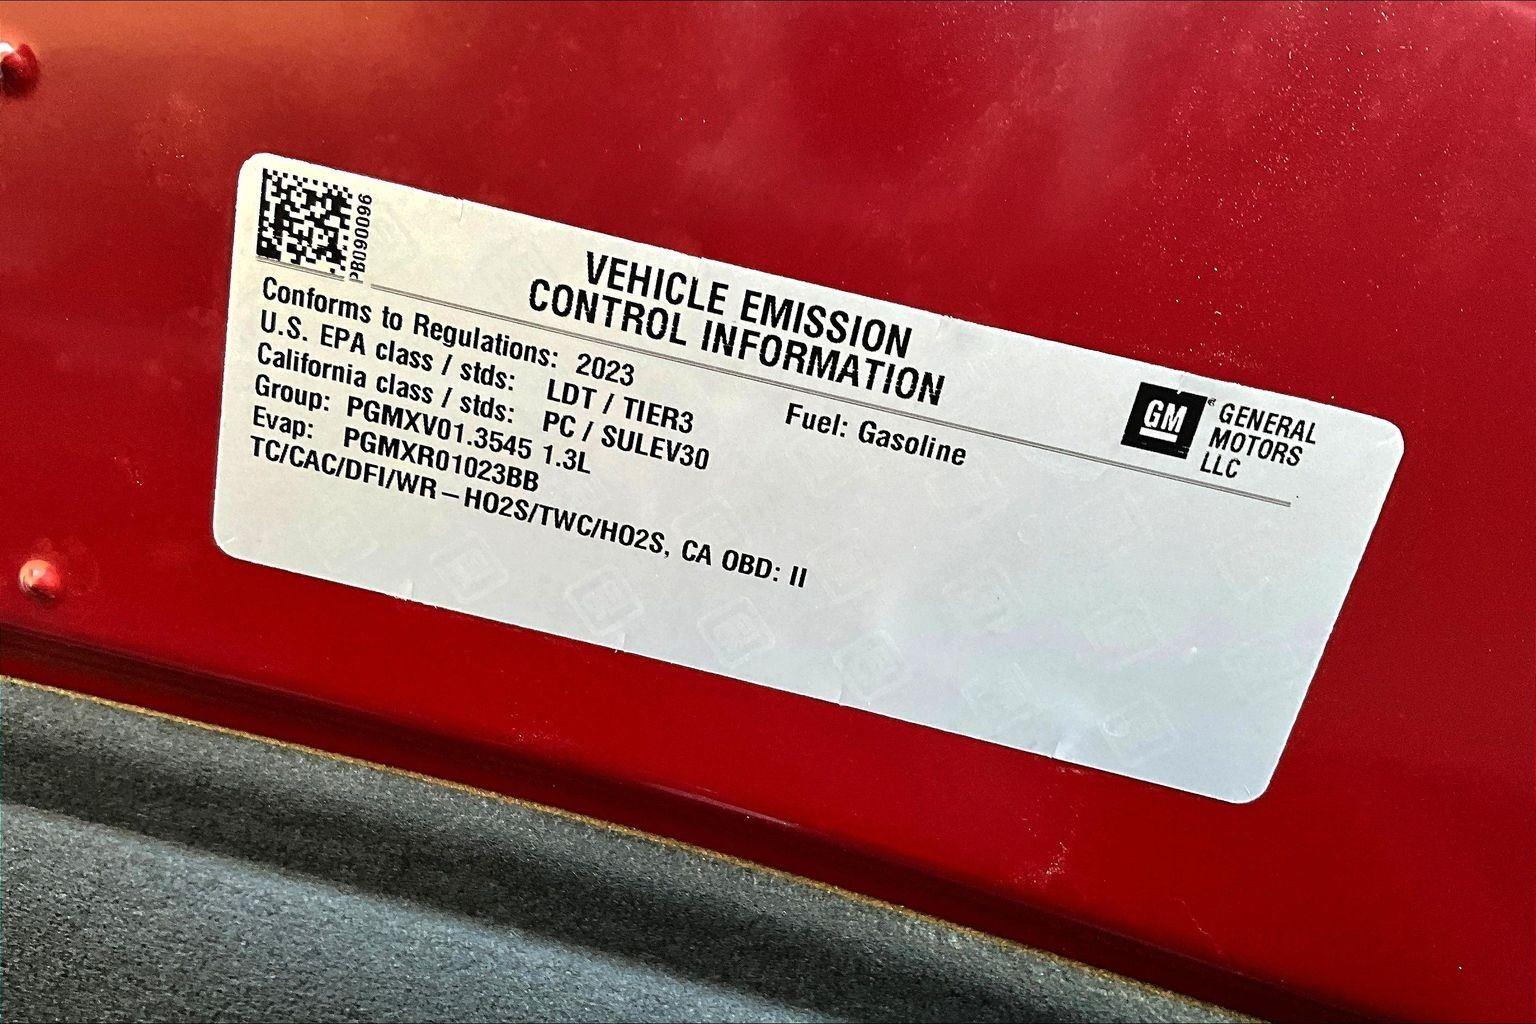 PB090096
VEHICLE EMISSION
CONTROL INFORMATION
GM® GENERAL
MOTORS
LLC
Conforms to Regulations: 2023
Fuel: Gasoline
U.S. EPA class / stds: LDT / TIER3
California class / stds: PC / SULEV30
Group: PGMXV01.3545 1.3L
Evap: PGMXR01023BB
TC/CAC/DFI/WR – HO2S/TWC/HO2S, CA OBD: II